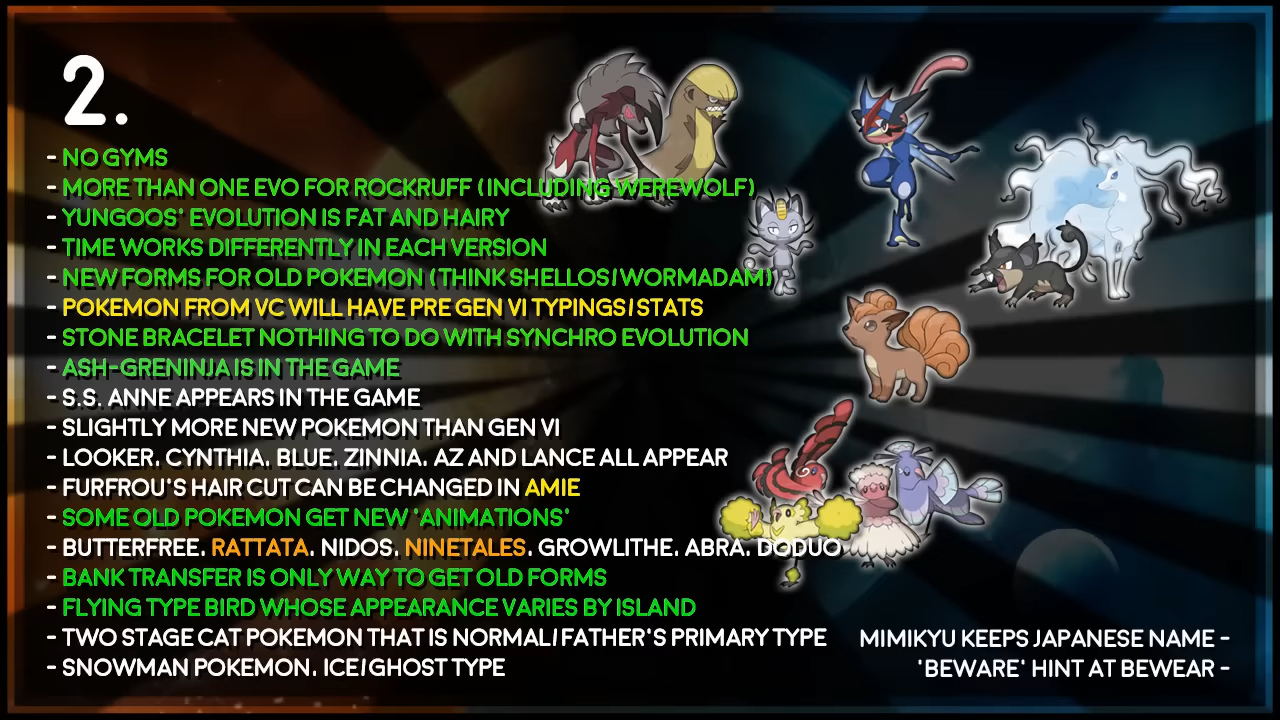 2.
- NO GYMS
- MORE THAN ONE EVO FOR ROCKRUFF (INCLUDING WEREWOLF)
- YUNGOOS' EVOLUTION IS FAT AND HAIRY
- TIME WORKS DIFFERENTLY IN EACH VERSION
- NEW FORMS FOR OLD POKEMON (THINK SHELLOS/WORMADAM)
- POKEMON FROM VC WILL HAVE PRE GEN VI TYPINGS/STATS
- STONE BRACELET NOTHING TO DO WITH SYNCHRO EVOLUTION
- ASH-GRENINJA IS IN THE GAME
- S.S. ANNE APPEARS IN THE GAME
- SLIGHTLY MORE NEW POKEMON THAN GEN VI
- LOOKER, CYNTHIA, BLUE, ZINNIA, AZ AND LANCE ALL APPEAR
- FURFROU'S HAIR CUT CAN BE CHANGED IN AMIE
- SOME OLD POKEMON GET NEW 'ANIMATIONS'
- BUTTERFREE, RATTATA, NIDOS, NINETALES, GROWLITHE, ABRA, DODUO
- BANK TRANSFER IS ONLY WAY TO GET OLD FORMS
- FLYING TYPE BIRD WHOSE APPEARANCE VARIES BY ISLAND
- TWO STAGE CAT POKEMON THAT IS NORMAL/FATHER'S PRIMARY TYPE
- SNOWMAN POKEMON, ICE/GHOST TYPE
MIMIKYU KEEPS JAPANESE NAME -
'BEWARE' HINT AT BEWEAR -